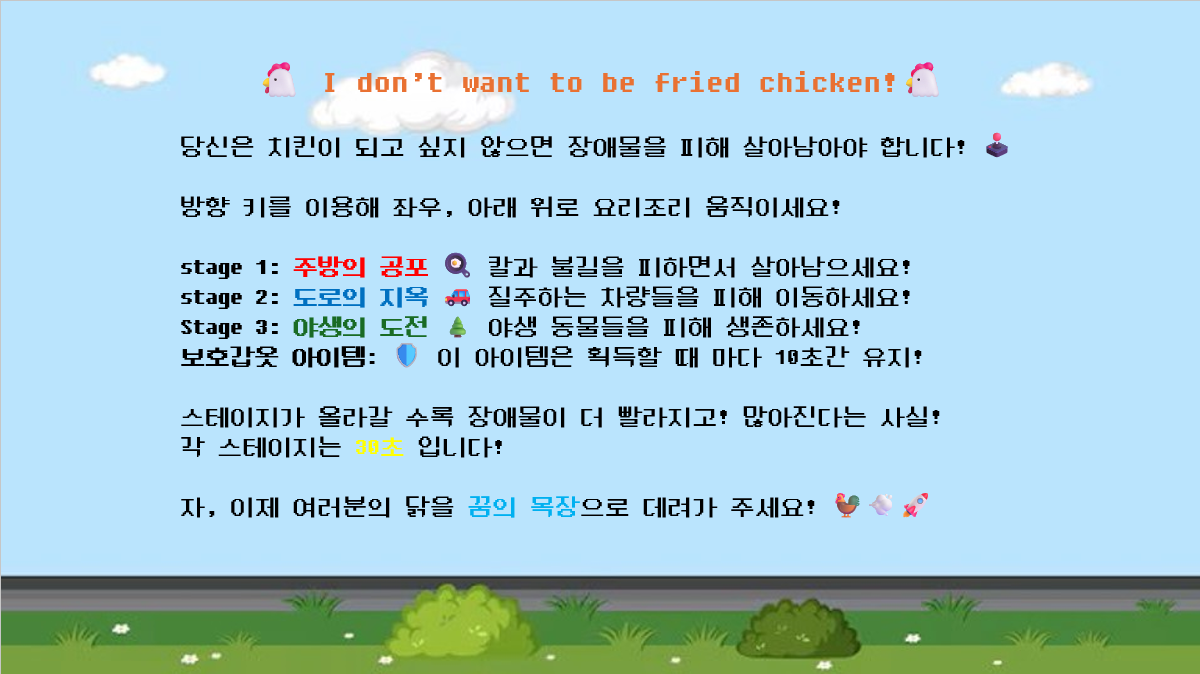 I don't want to be fried chicken!
당신은 치킨이 되고 싶지 않으면 장애물을 피해 살아남아야 합니다!
방향 키를 이용해 좌우, 아래 위로 요리조리 움직이세요!
stage 1: 주방의 공포 칼과 불길을 피하면서 살아남으세요!
stage 2: 도로의 지옥 질주하는 차량들을 피해 이동하세요!
Stage 3: 야생의 도전 야생 동물들을 피해 생존하세요!
보호갑옷 아이템: 이 아이템은 획득할 때 마다 10초간 유지!
스테이지가 올라갈 수록 장애물이 더 빨라지고! 많아진다는 사실!
각 스테이지는 30초 입니다!
자, 이제 여러분의 닭을 꿈의 목장으로 데려가 주세요!